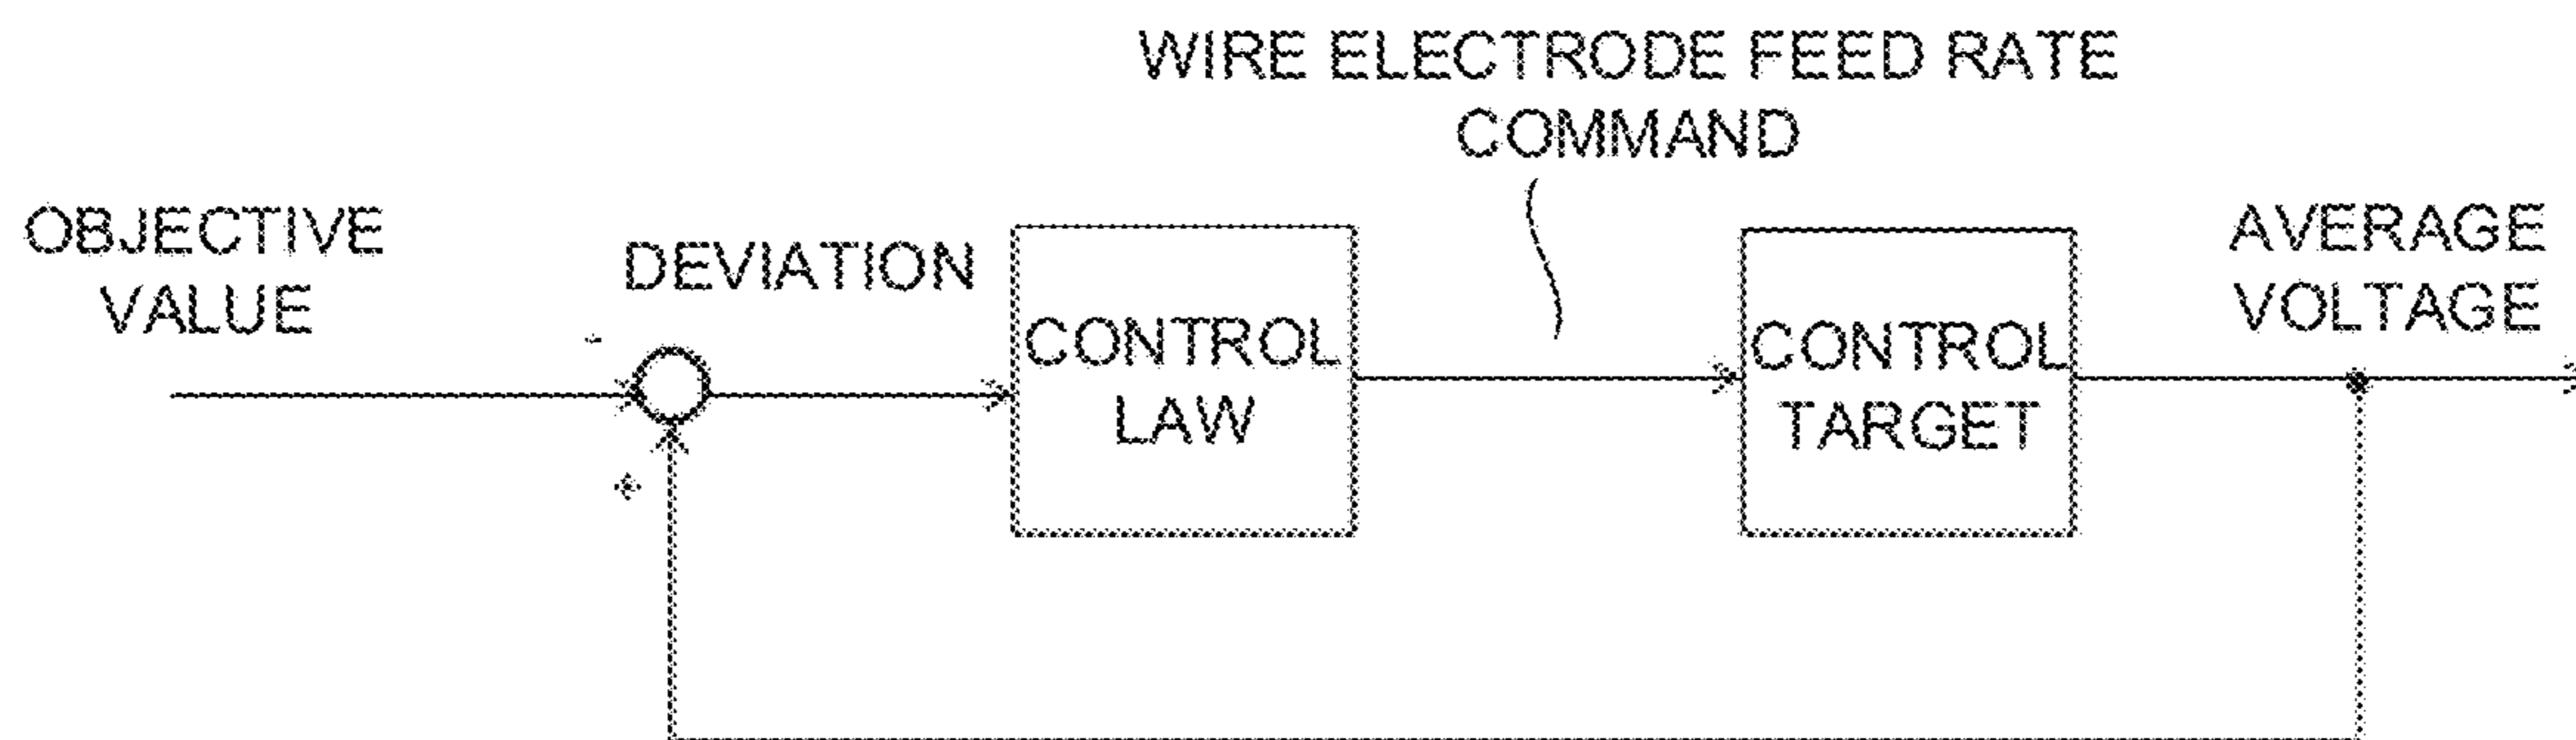 WIRE ELECTRODE FEED RATE
COMMAND
OBJECTIVE
VALUE
DEVIATION
-
+
CONTROL
LAW
CONTROL
TARGET
AVERAGE
VOLTAGE